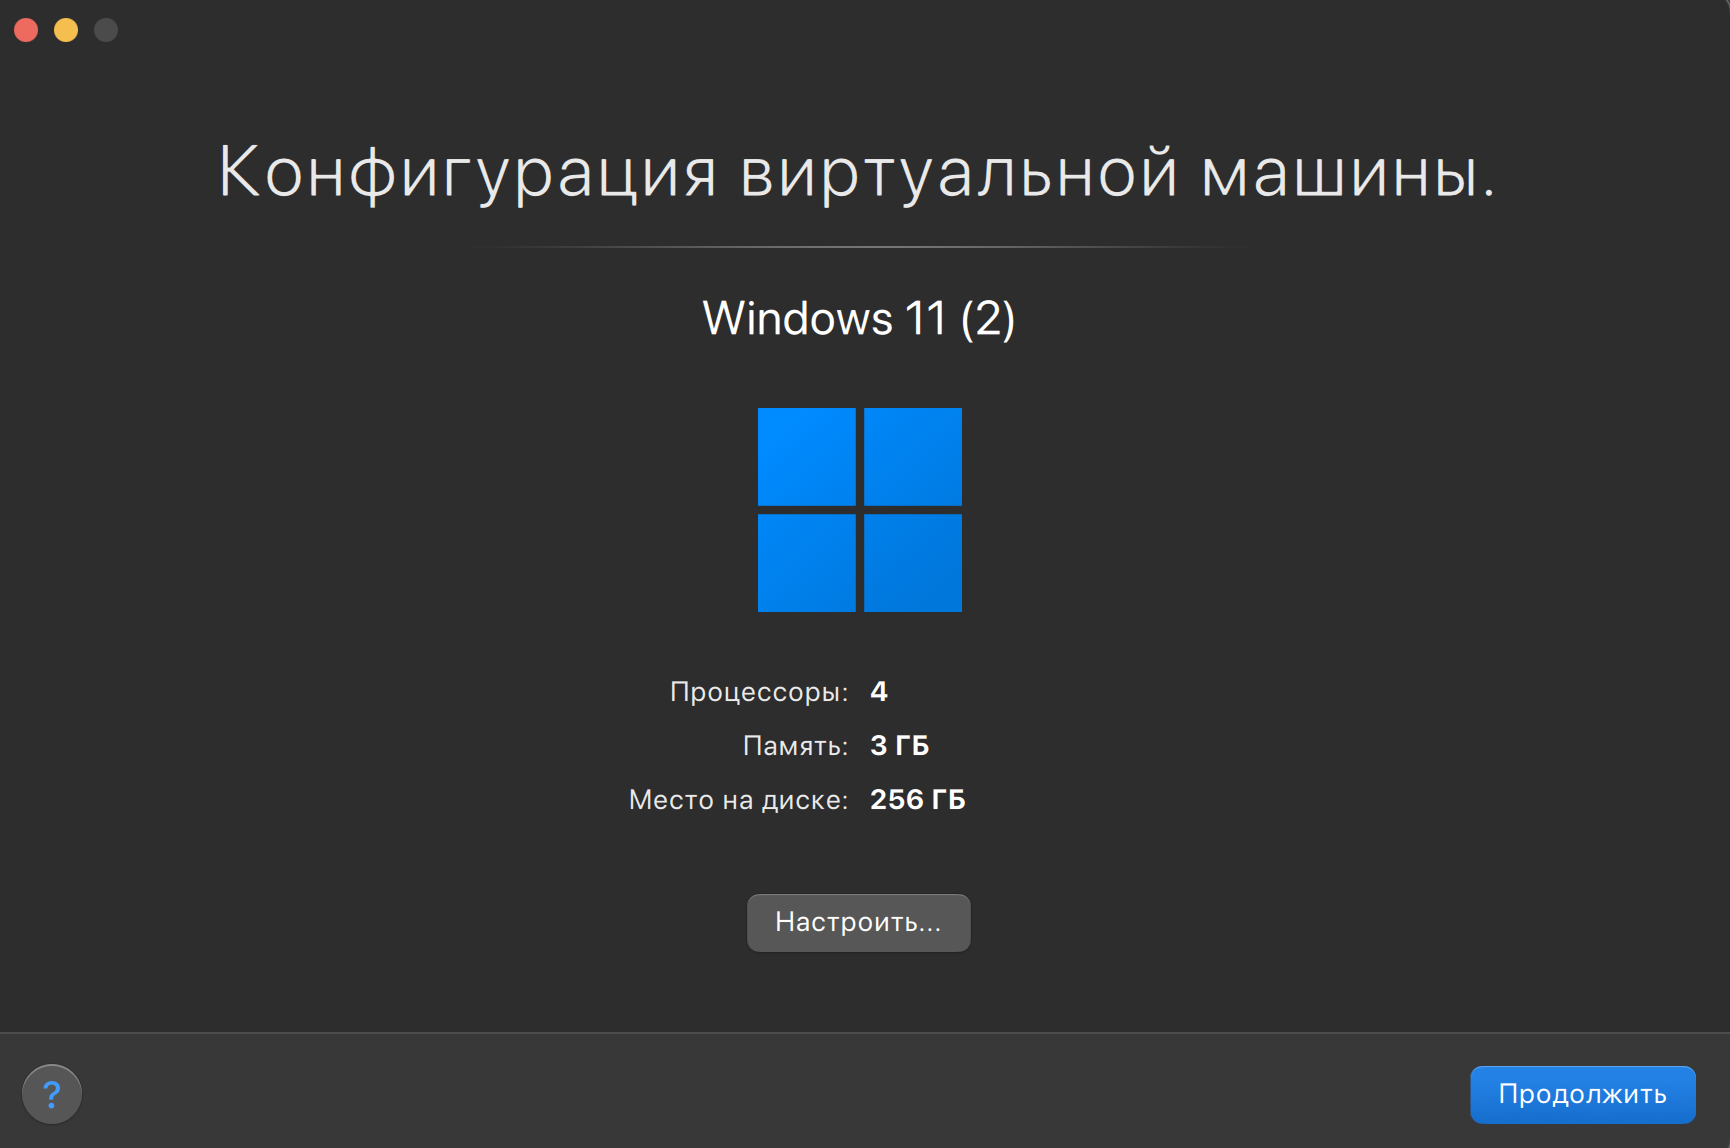 Конфигурация виртуальной машины.
Windows 11 (2)
Процессоры: 4
Память: 3 ГБ
Место на диске: 256 ГБ
Настроить...
? Продолжить